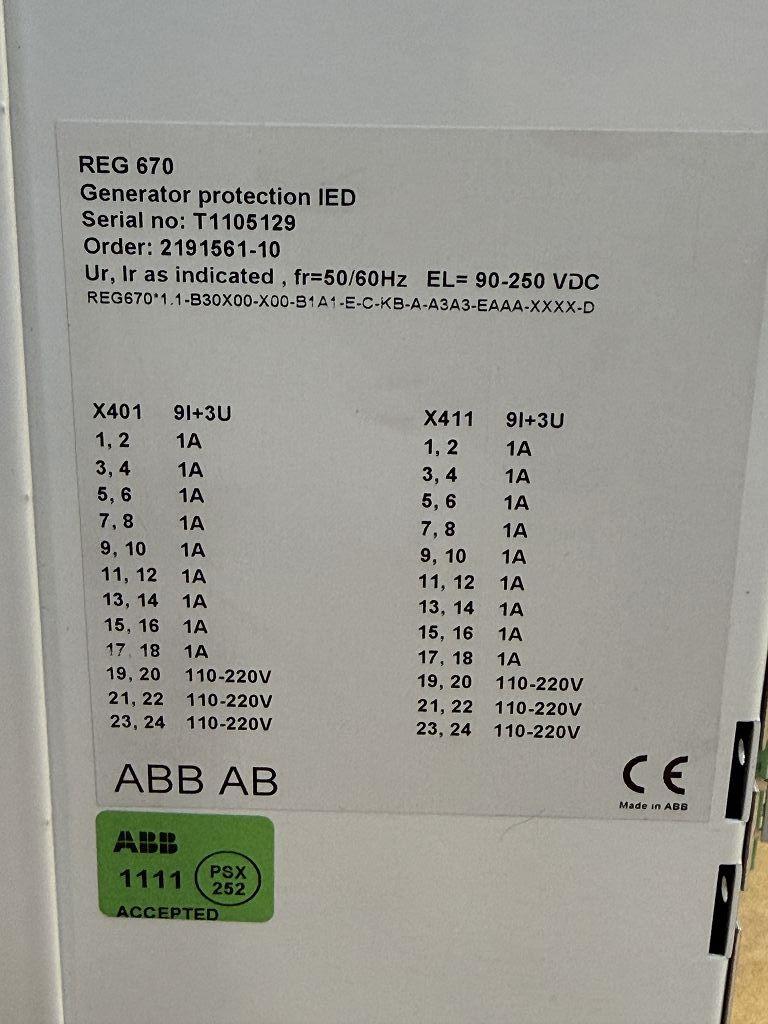 REG 670
Generator protection IED
Serial no: T1105129
Order: 2191561-10
Ur, Ir as indicated , fr=50/60Hz EL= 90-250 VDC
REG670*1.1-B30X00-X00-B1A1-E-C-KB-A-A3A3-EAAA-XXXX-D
X401 9I+3U
1, 2 1A
3, 4 1A
5, 6 1A
7, 8 1A
9, 10 1A
11, 12 1A
13, 14 1A
15, 16 1A
17, 18 1A
19, 20 110-220V
21, 22 110-220V
23, 24 110-220V
X411 9I+3U
1, 2 1A
3, 4 1A
5, 6 1A
7, 8 1A
9, 10 1A
11, 12 1A
13, 14 1A
15, 16 1A
17, 18 1A
19, 20 110-220V
21, 22 110-220V
23, 24 110-220V
ABB AB
CE
Made in ABB
ABB
1111
PSX
252
ACCEPTED